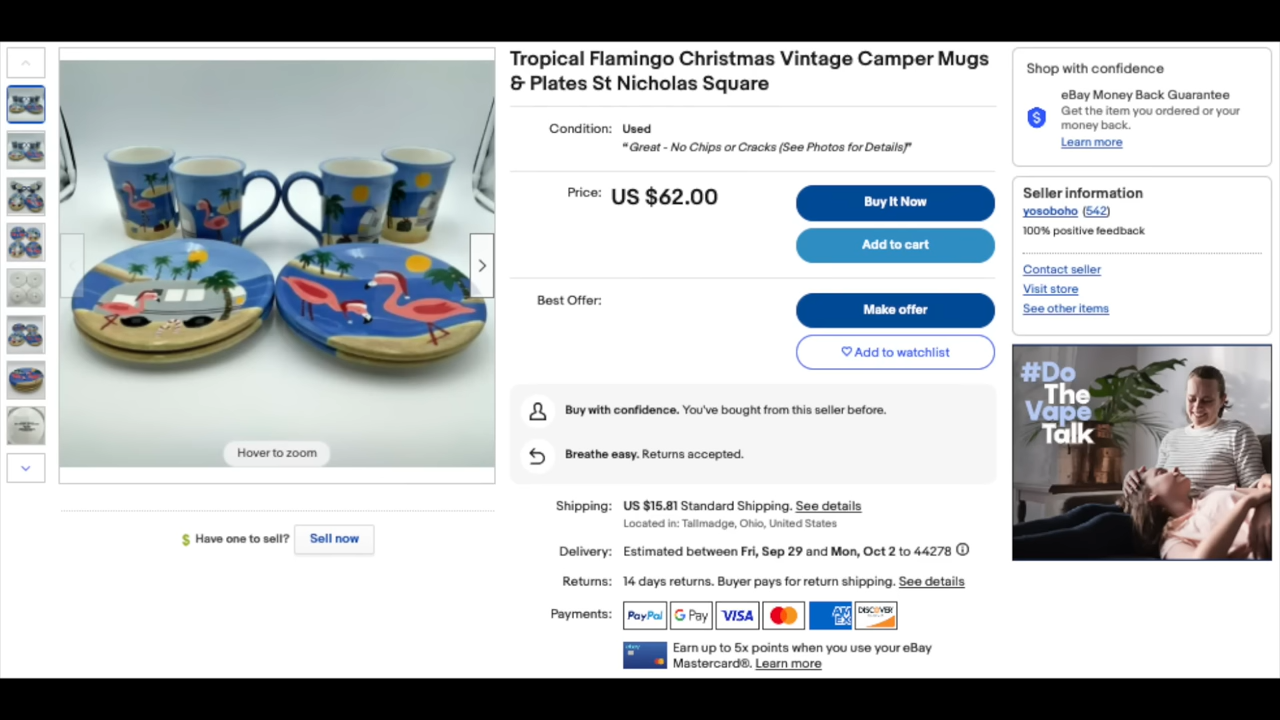 Tropical Flamingo Christmas Vintage Camper Mugs
& Plates St Nicholas Square
Condition: Used
“Great - No Chips or Cracks (See Photos for Details)”
Price: US $62.00
Buy It Now
Add to cart
Best Offer:
Make offer
Add to watchlist
Buy with confidence. You've bought from this seller before.
Breathe easy. Returns accepted.
Shipping: US $15.81 Standard Shipping. See details
Located in: Tallmadge, Ohio, United States
Delivery: Estimated between Fri, Sep 29 and Mon, Oct 2 to 44278
Returns: 14 days returns. Buyer pays for return shipping. See details
Payments: PayPal G Pay VISA AM EX DISCOVER
ebay
Earn up to 5x points when you use your eBay
Mastercard®. Learn more
Hover to zoom
$ Have one to sell? Sell now
Shop with confidence
$
eBay Money Back Guarantee
Get the item you ordered or your
money back.
Learn more
Seller information
yosoboho (542)
100% positive feedback
Contact seller
Visit store
See other items
#Do
The
Vape
Talk